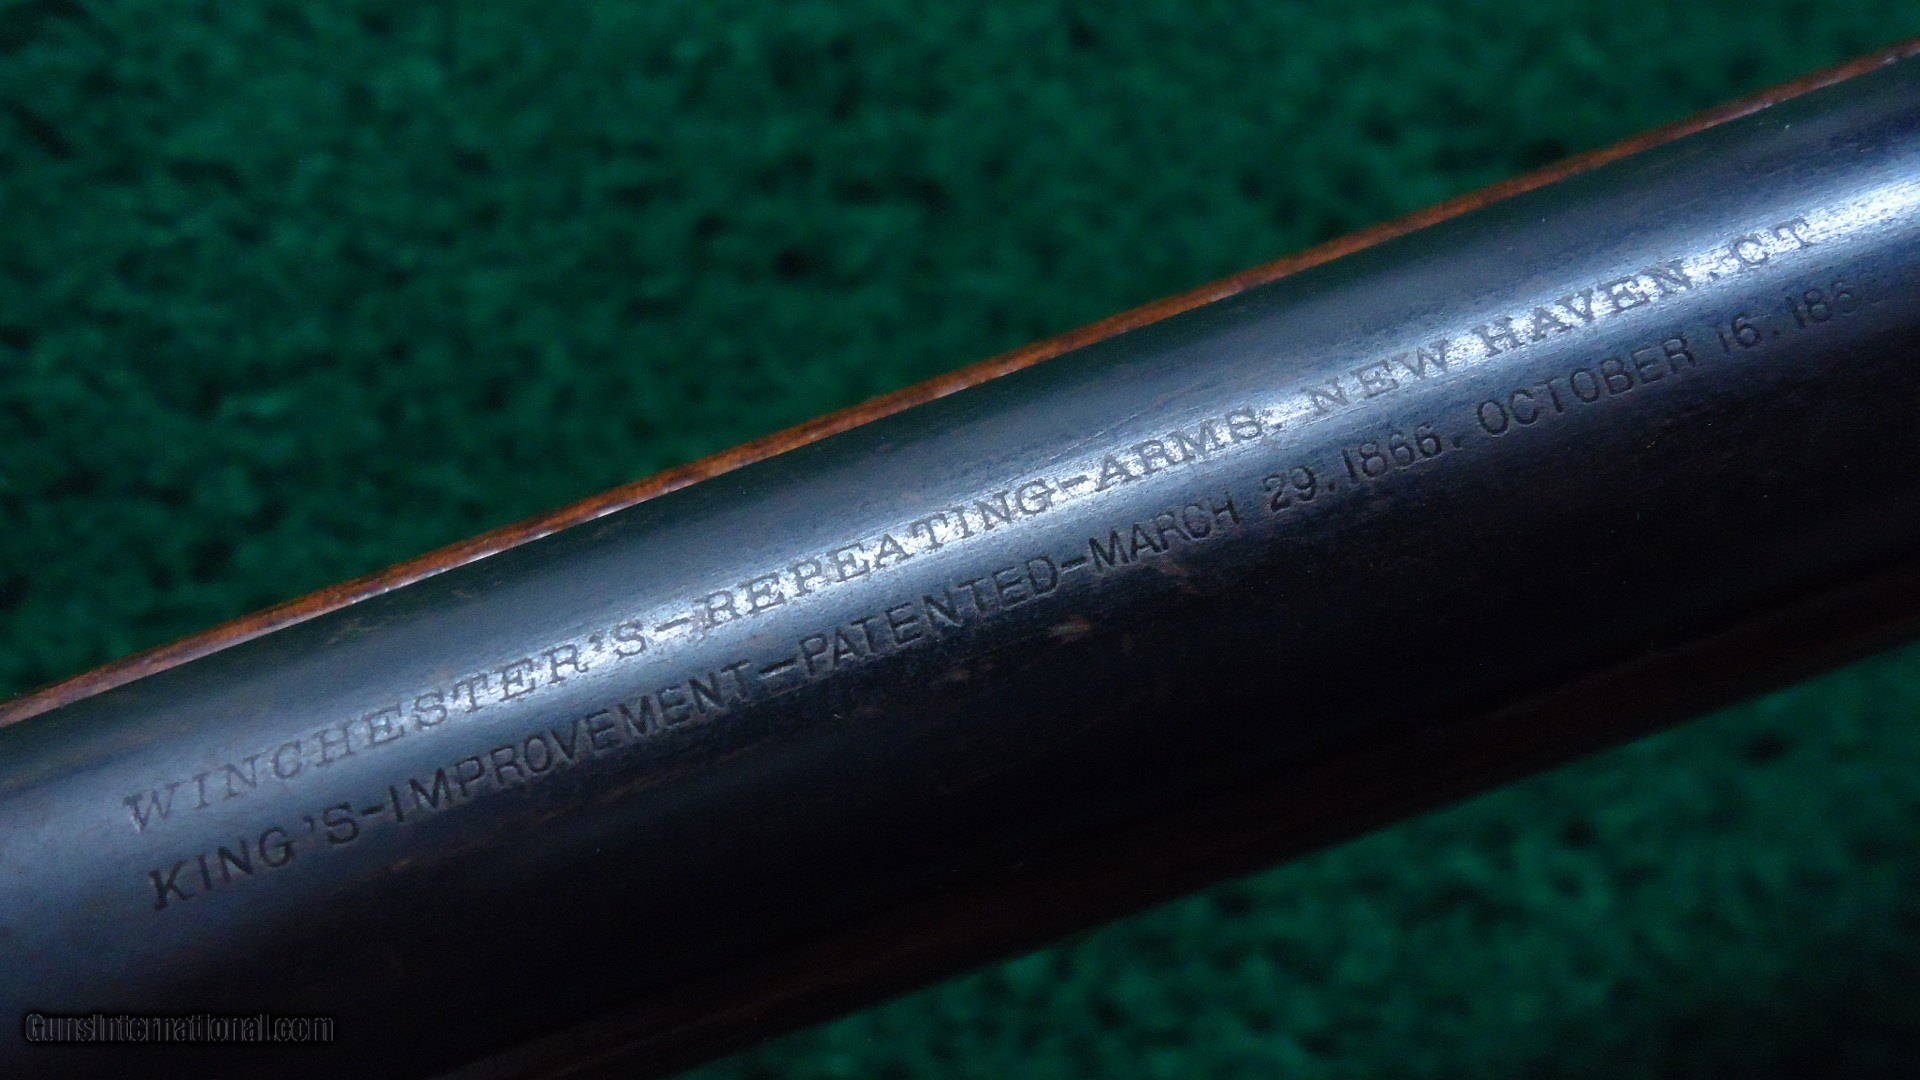 WINCHESTER'S-REPEATING-ARMS. NEW HAVEN. CT
KING'S-IMPROVEMENT-PATENTED-MARCH 29. 1866. OCTOBER 16.
GunsInternational.com